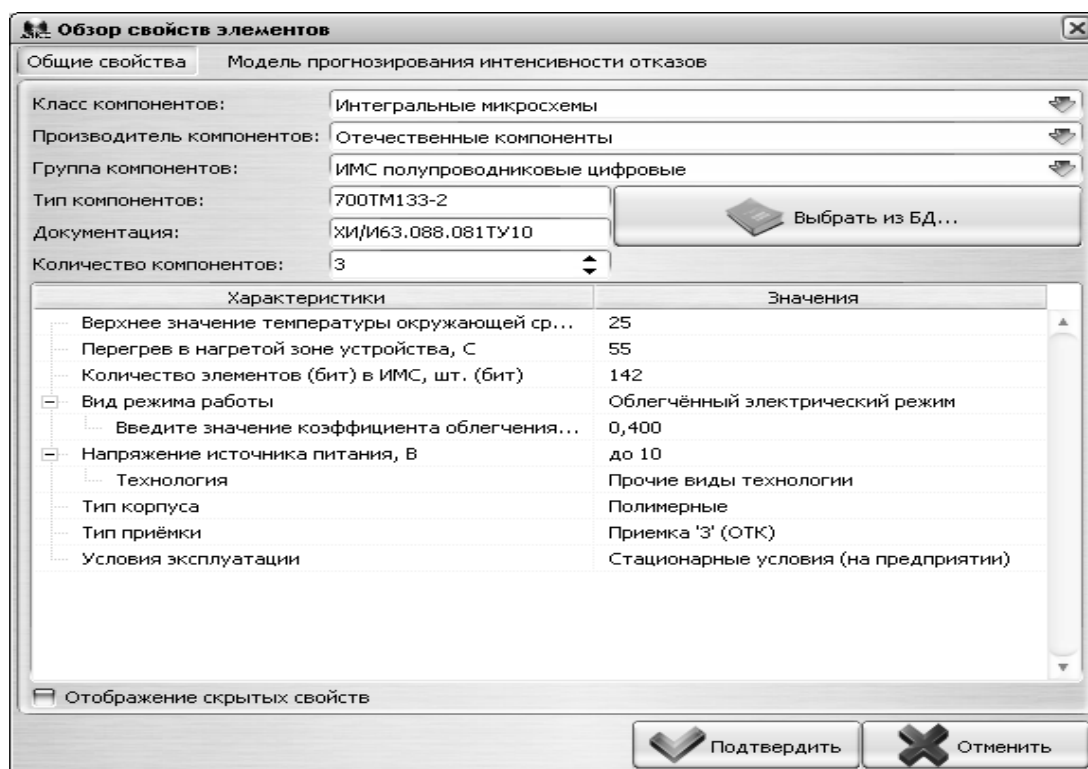 Обзор свойств элементов
Общие свойства Модель прогнозирования интенсивности отказов
Класс компонентов: Интегральные микросхемы
Производитель компонентов: Отечественные компоненты
Группа компонентов: ИМС полупроводниковые цифровые
Тип компонентов: 700ТМ133-2
Выбрать из БД...
Документация: ХИ/И63.088.081ТУ10
Количество компонентов: 3
Характеристики Значения
Верхнее значение температуры окружающей ср... 25
Перегрев в нагретой зоне устройства, С 55
Количество элементов (бит) в ИМС, шт. (бит) 142
Вид режима работы Облегчённый электрический режим
Введите значение коэффициента облегчения... 0,400
Напряжение источника питания, В до 10
Технология Прочие виды технологии
Тип корпуса Полимерные
Тип приёмки Приемка '3' (ОТК)
Условия эксплуатации Стационарные условия (на предприятии)
Отображение скрытых свойств
Подтвердить Отменить